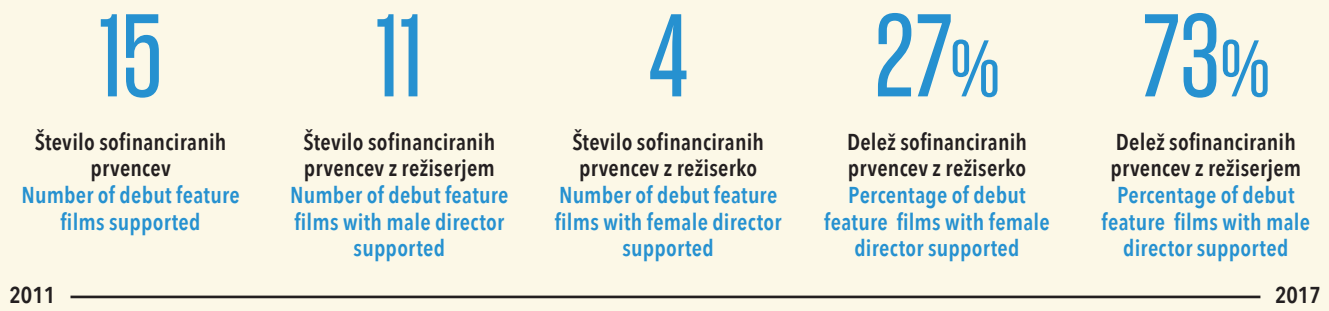 15
Število sofinanciranih
prvencev
Number of debut feature
films supported
11
Število sofinanciranih
prvencev z režiserjem
Number of debut feature
films with male director
supported
4
Število sofinanciranih
prvencev z režiserko
Number of debut feature
films with female director
supported
27%
Delež sofinanciranih
prvencev z režiserko
Percentage of debut
feature films with female
director supported
73%
Delež sofinanciranih
prvencev z režiserjem
Percentage of debut
feature films with male
director supported
2011
2017